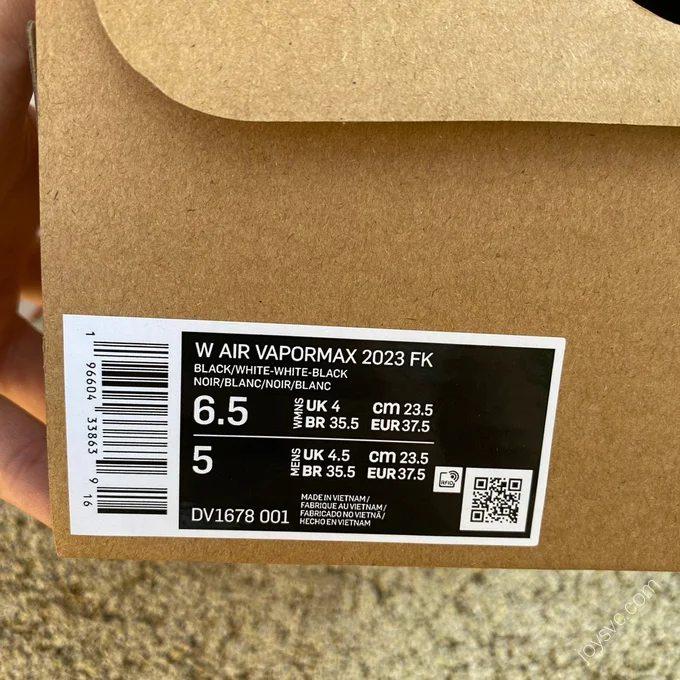 W AIR VAPORMAX 2023 FK
BLACK/WHITE-WHITE-BLACK
NOIR/BLANC/NOIR/BLANC
6.5 WMNS UK 4 cm 23.5
BR 35.5 EUR 37.5
5 MENS UK 4.5 cm 23.5
BR 35.5 EUR 37.5
RFID
DV1678 001
MADE IN VIETNAM/
FABRIQUE AU VIETNAM/
FABRICADO NO VIETNÃ/
HECHO EN VIETNAM
1 96604 33863 9 16
joysve.com